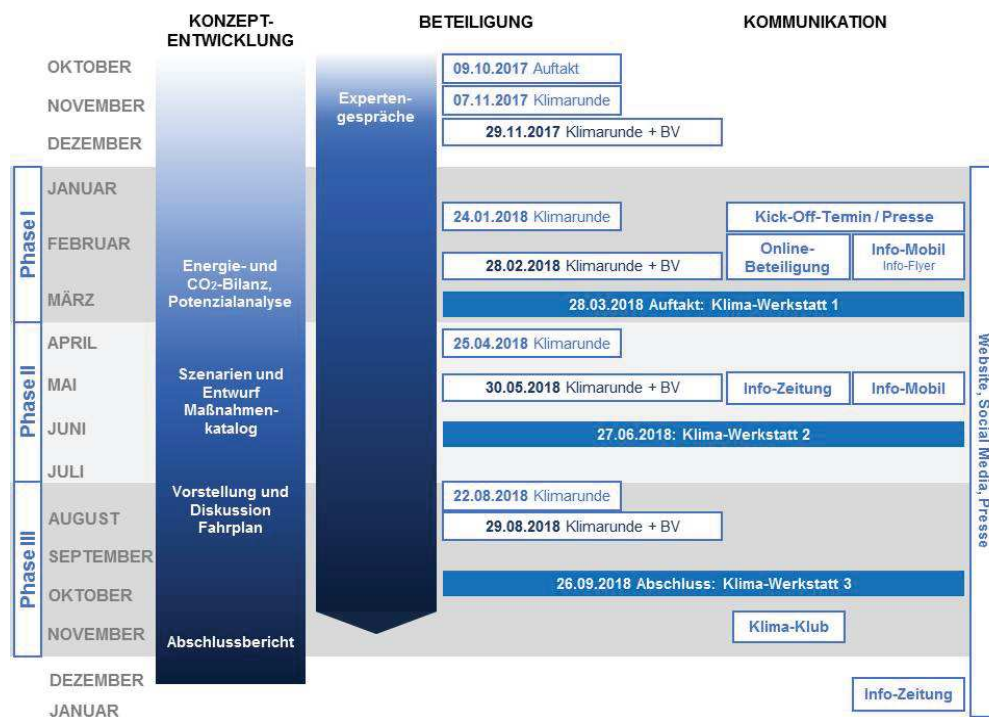 KONZEPT-
ENTWICKLUNG
BETEILIGUNG
KOMMUNIKATION
OKTOBER
09.10.2017 Auftakt
Experten-
gespräche
NOVEMBER
07.11.2017 Klimarunde
DEZEMBER
29.11.2017 Klimarunde + BV
Phase I
JANUAR
24.01.2018 Klimarunde
Kick-Off-Termin / Presse
FEBRUAR
Energie- und
CO2-Bilanz,
Potenzialanalyse
28.02.2018 Klimarunde + BV
Online-
Beteiligung
Info-Mobil
Info-Flyer
MÄRZ
28.03.2018 Auftakt: Klima-Werkstatt 1
Phase II
APRIL
25.04.2018 Klimarunde
MAI
Szenarien und
Entwurf
Maßnahmen-
katalog
30.05.2018 Klimarunde + BV
Info-Zeitung
Info-Mobil
JUNI
27.06.2018: Klima-Werkstatt 2
JULI
Phase III
Vorstellung und
Diskussion
Fahrplan
22.08.2018 Klimarunde
AUGUST
29.08.2018 Klimarunde + BV
SEPTEMBER
26.09.2018 Abschluss: Klima-Werkstatt 3
OKTOBER
NOVEMBER
Abschlussbericht
Klima-Klub
DEZEMBER
Info-Zeitung
JANUAR
Website, Social Media, Presse